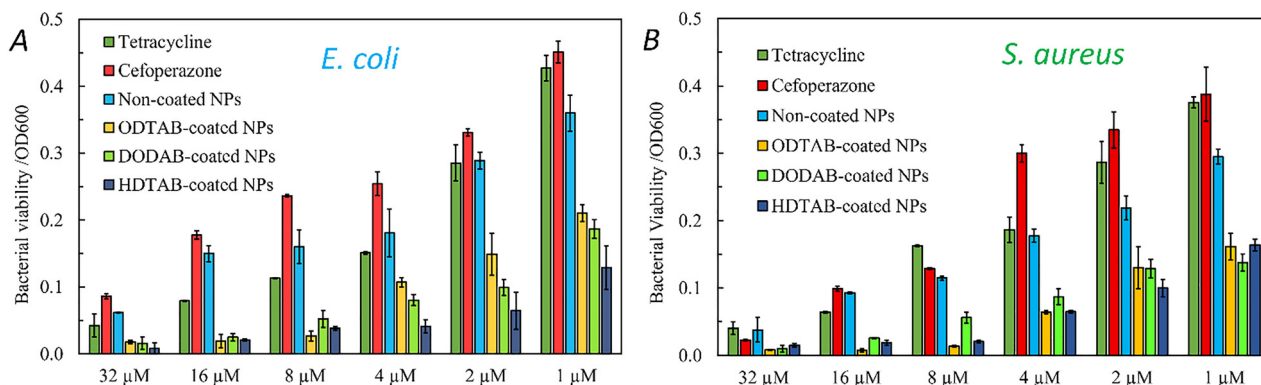 A
E. coli
Bacterial viability /OD600
0.5
0.4
0.3
0.2
0.1
0.0
Tetracycline
Cefoperazone
Non-coated NPs
ODTAB-coated NPs
DODAB-coated NPs
HDTAB-coated NPs
32 μM 16 μM 8 μM 4 μM 2 μM 1 μM
B
S. aureus
Bacterial Viability /OD600
0.5
0.4
0.3
0.2
0.1
0.0
Tetracycline
Cefoperazone
Non-coated NPs
ODTAB-coated NPs
DODAB-coated NPs
HDTAB-coated NPs
32 μM 16 μM 8 μM 4 μM 2 μM 1 μM